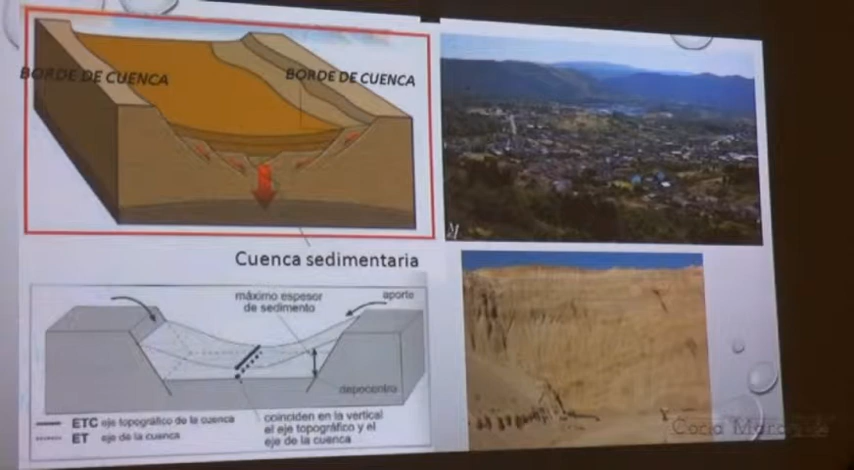 BORDE DE CUENCA
BORDE DE CUENCA
Cuenca sedimentaria
máximo espesor
de sedimento
aporte
depocentro
ETC eje topográfico de la cuenca
ET eje de la cuenca
coinciden en la vertical
el eje topográfico y el
eje de la cuenca